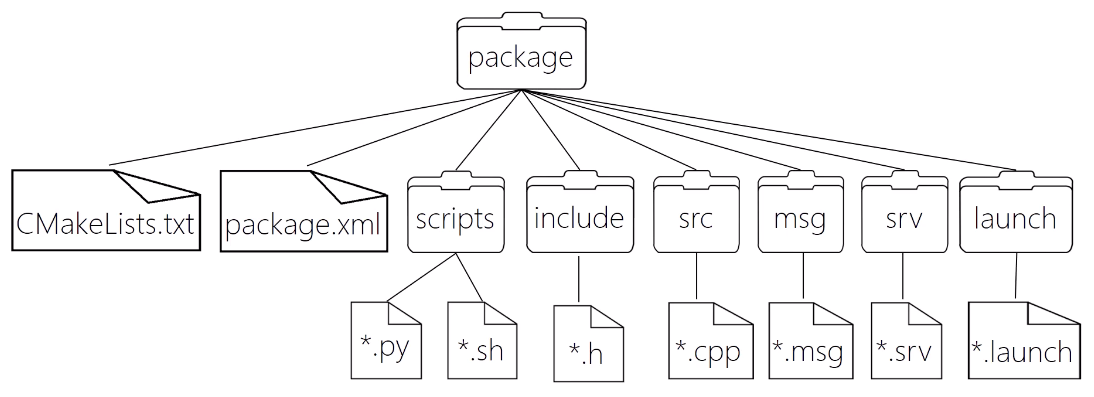 package
CMakeLists.txt
package.xml
scripts
include
src
msg
srv
launch
*.py
*.sh
*.h
*.cpp
*.msg
*.srv
*.launch